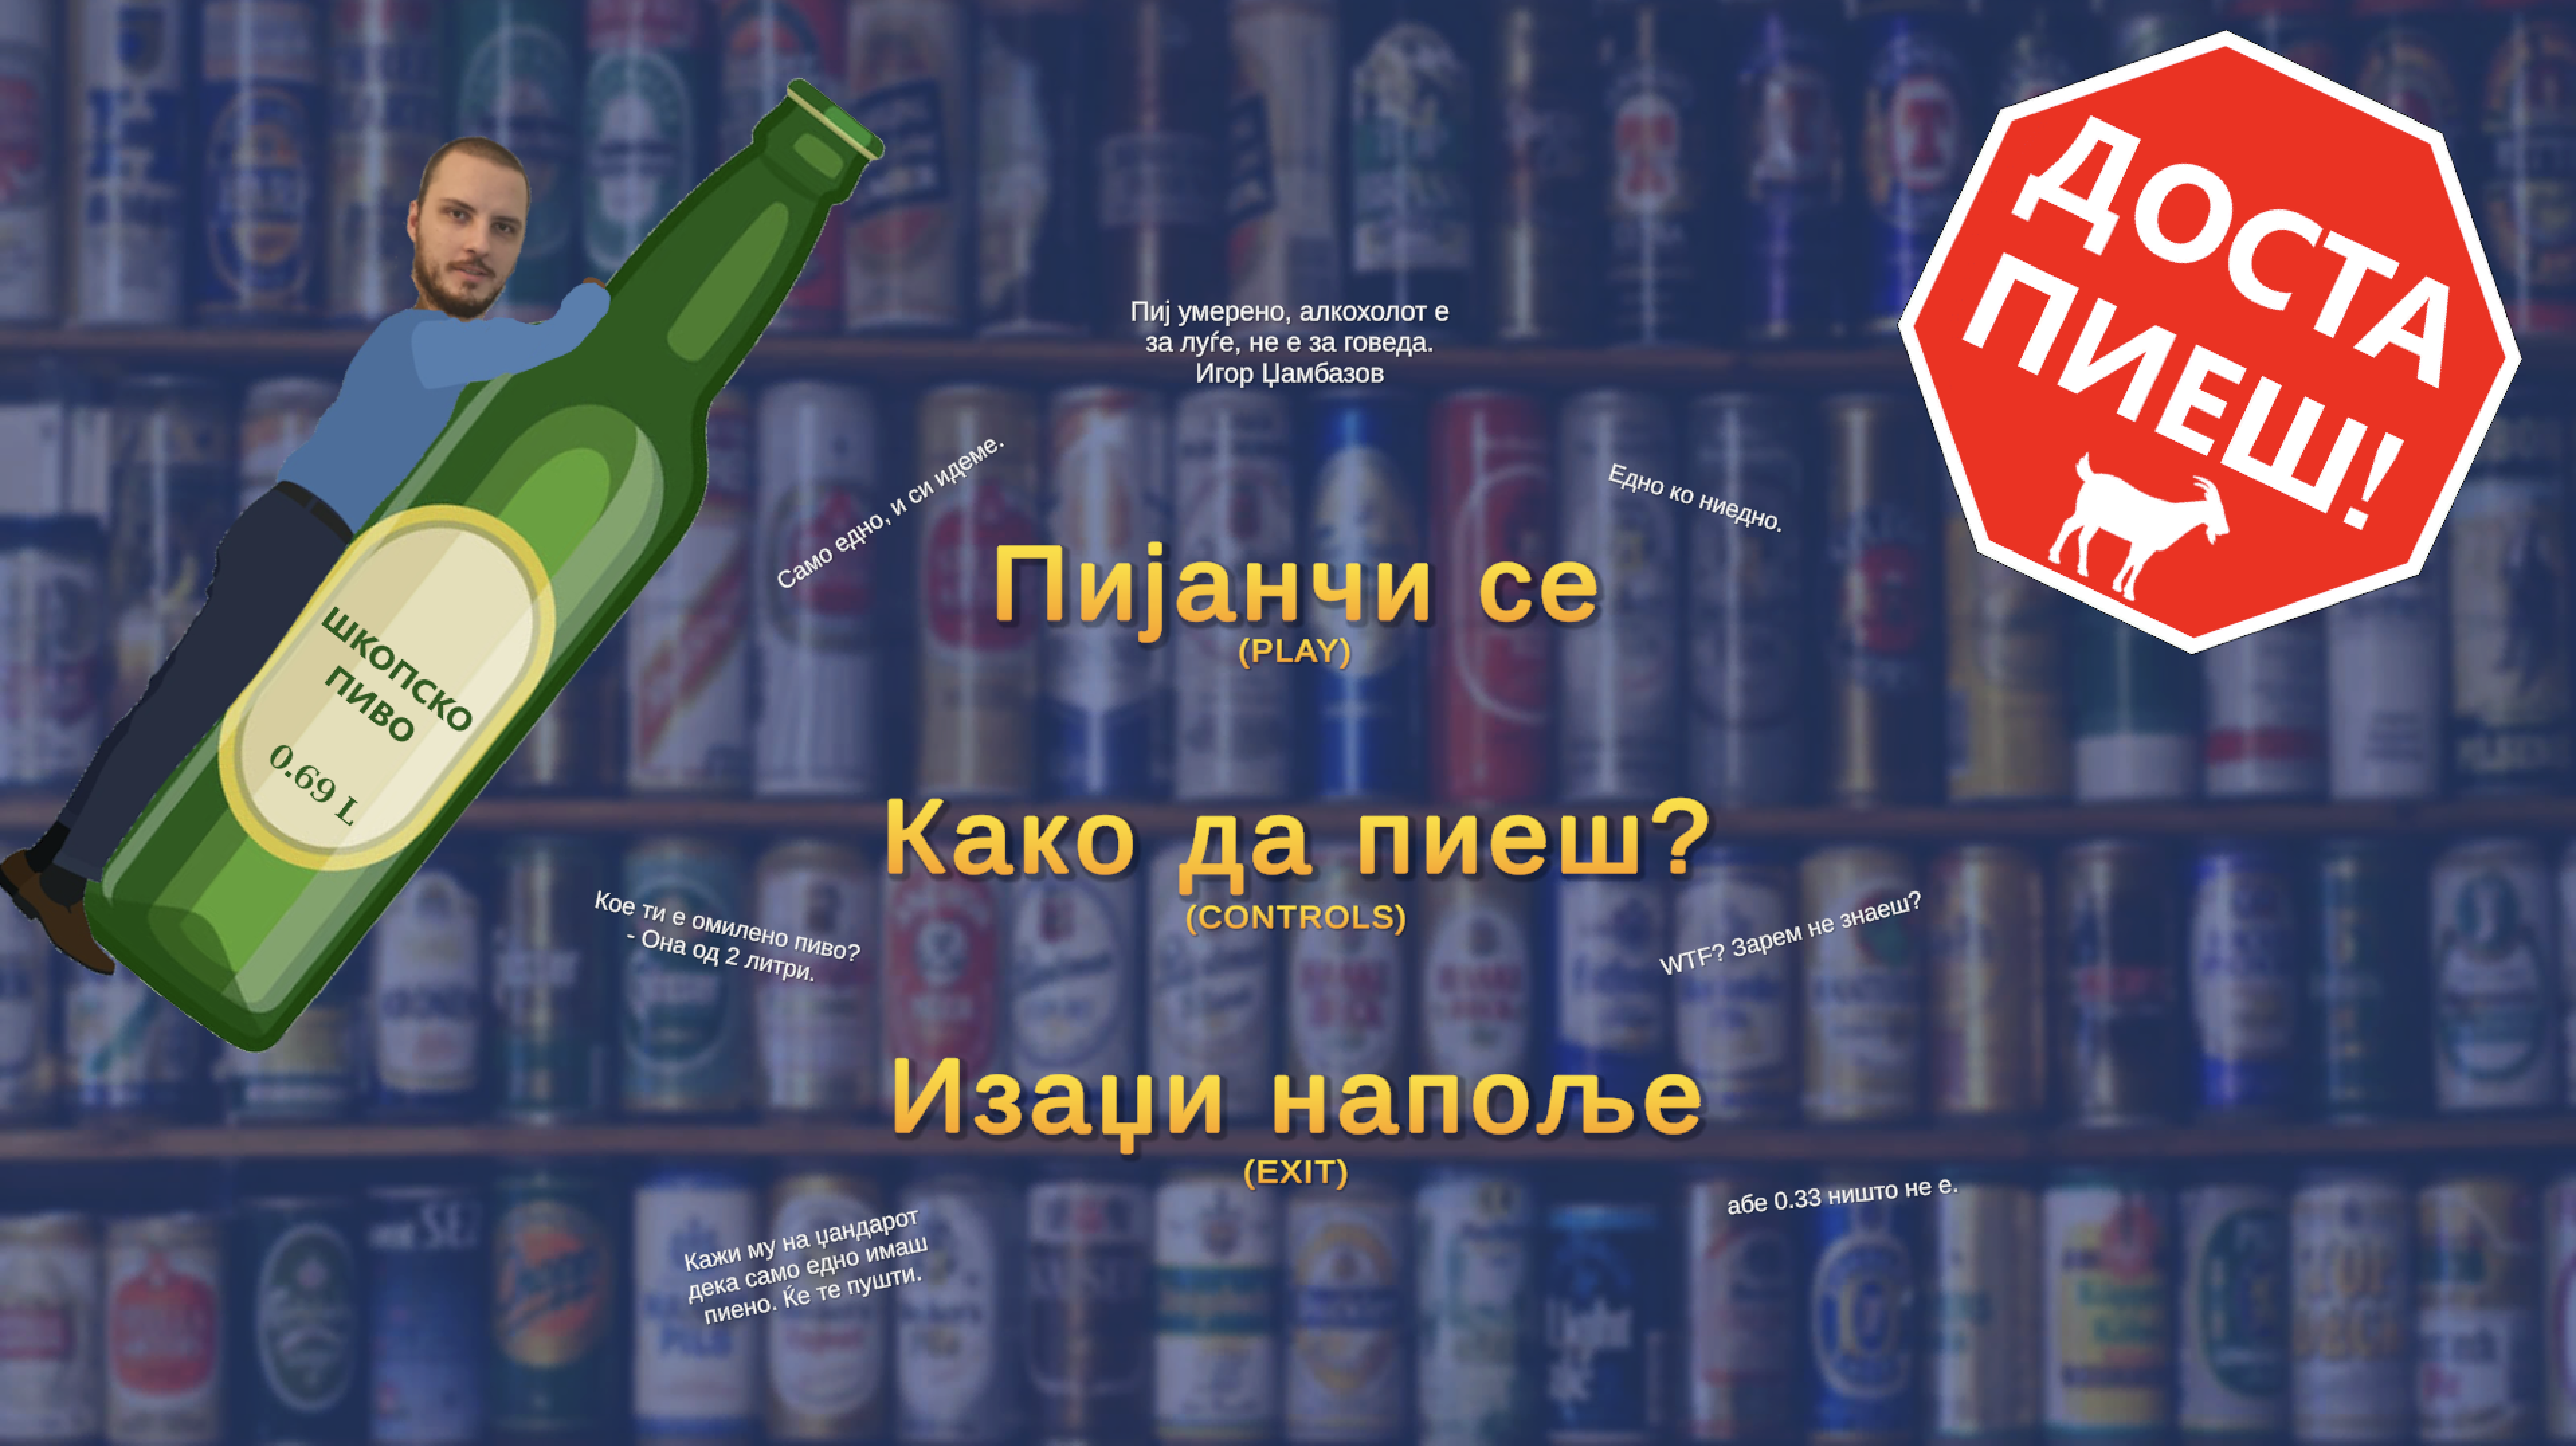 ДОСТА
ПИЕШ!
Пиј умерено, алкохолот е
за луѓе, не е за говеда.
Игор Џамбазов
Само едно, и си идеме.
Едно ко ниедно.
Пијанчи се
(PLAY)
ШКОПСКО
ПИВО
0.69 L
Како да пиеш?
(CONTROLS)
Кое ти е омилено пиво?
- Она од 2 литри.
WTF? Зарем не знаеш?
Изаџи напоље
(EXIT)
абе 0.33 ништо не е.
Кажи му на џандарот
дека само едно имаш
пиено. Ќе те пушти.